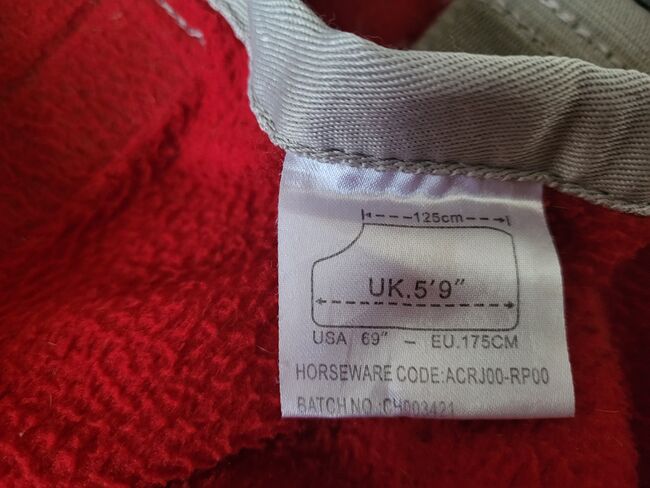 125cm
UK.5'9"
USA 69" - EU.175CM
HORSEWARE CODE:ACRJ00-RP00
BATCH NO.:CH003421